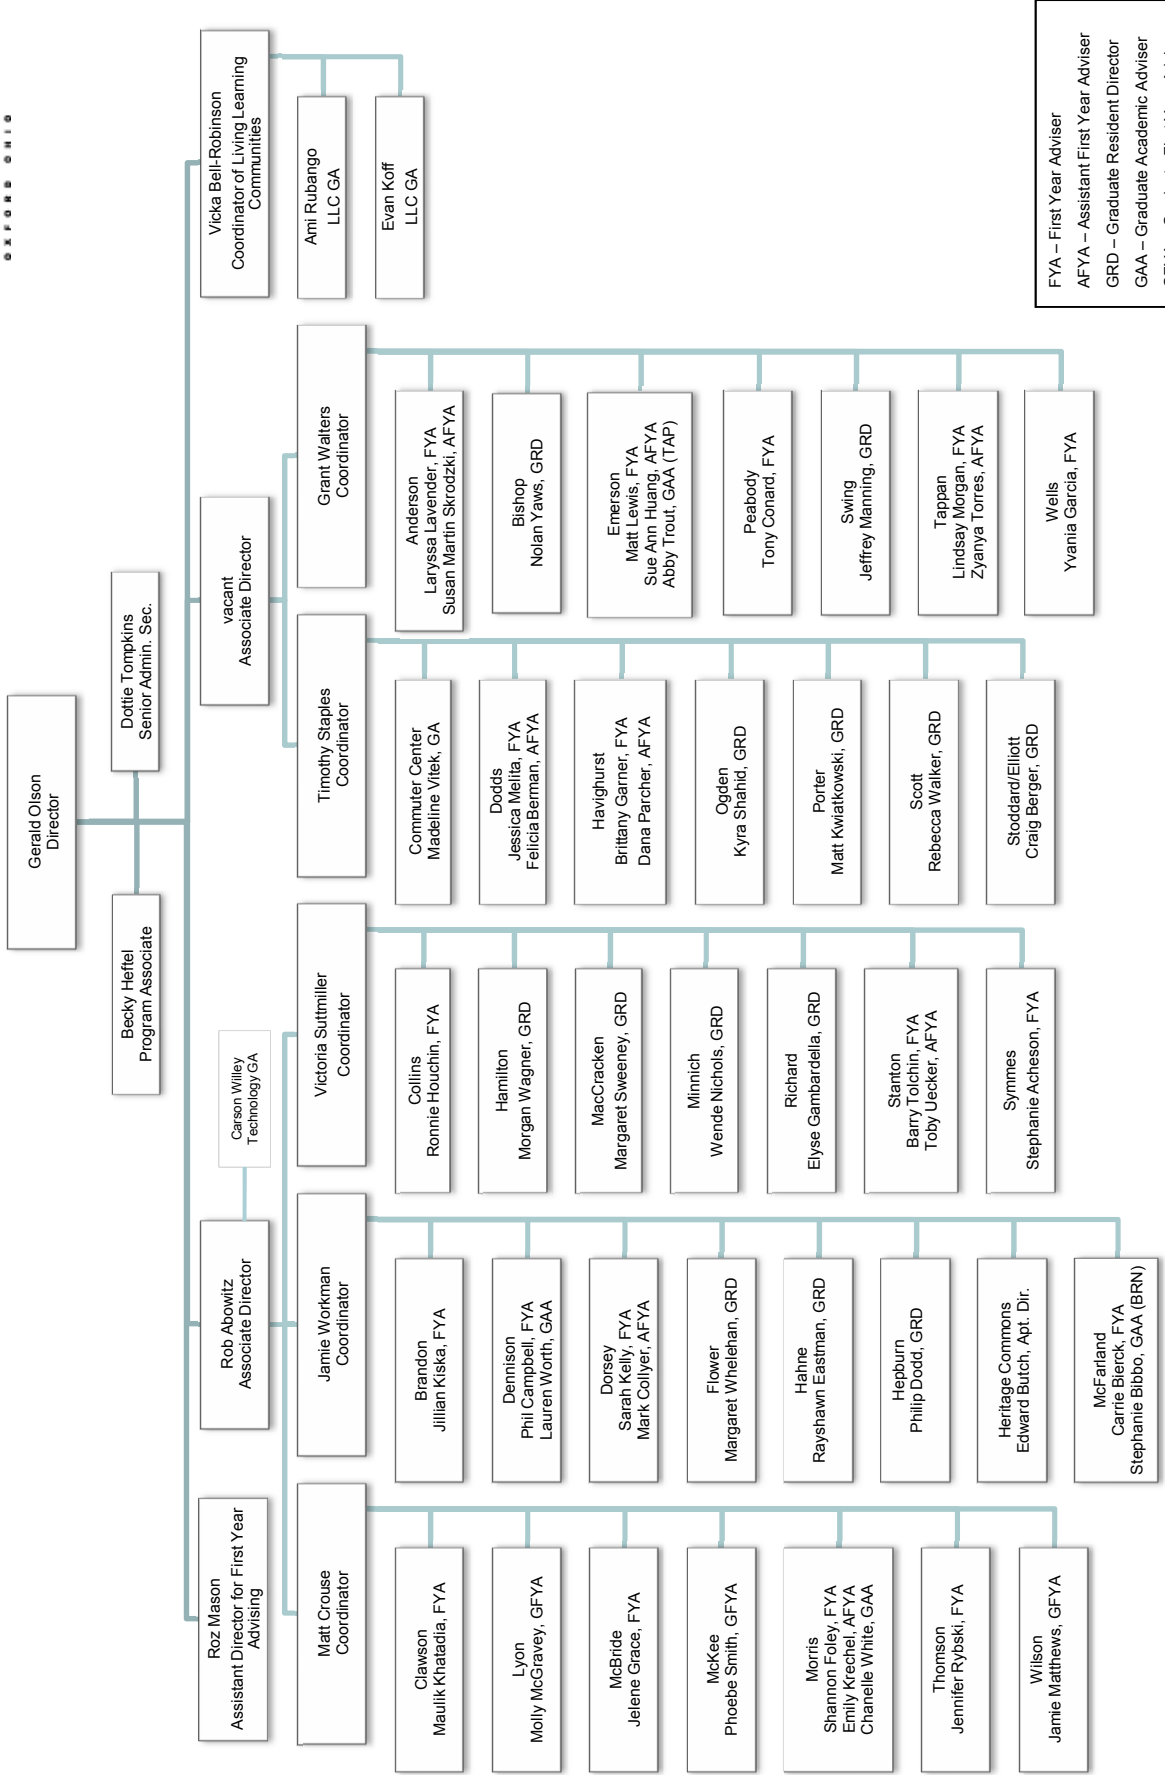 OXFORD OHIO
Gerald Olson
Director
Becky Heftel
Program Associate
Dottie Tompkins
Senior Admin. Sec.
Roz Mason
Assistant Director for First Year
Advising
Rob Abowitz
Associate Director
Carson Willey
Technology GA
vacant
Associate Director
Vicka Bell-Robinson
Coordinator of Living Learning
Communities
Matt Crouse
Coordinator
Clawson
Maulik Khatadia, FYA
Lyon
Molly McGravey, GFYA
McBride
Jelene Grace, FYA
McKee
Phoebe Smith, GFYA
Morris
Shannon Foley, FYA
Emily Krechel, AFYA
Chanelle White, GAA
Thomson
Jennifer Rybski, FYA
Wilson
Jamie Matthews, GFYA
Jamie Workman
Coordinator
Brandon
Jillian Kiska, FYA
Dennison
Phil Campbell, FYA
Lauren Worth, GAA
Dorsey
Sarah Kelly, FYA
Mark Collyer, AFYA
Flower
Margaret Whelehan, GRD
Hahne
Rayshawn Eastman, GRD
Hepburn
Philip Dodd, GRD
Heritage Commons
Edward Butch, Apt. Dir.
McFarland
Carrie Bierck, FYA
Stephanie Bibbo, GAA (BRN)
Victoria Suttmiller
Coordinator
Collins
Ronnie Houchin, FYA
Hamilton
Morgan Wagner, GRD
MacCracken
Margaret Sweeney, GRD
Minnich
Wende Nichols, GRD
Richard
Elyse Gambardella, GRD
Stanton
Barry Tolchin, FYA
Toby Uecker, AFYA
Symmes
Stephanie Acheson, FYA
Timothy Staples
Coordinator
Commuter Center
Madeline Vitek, GA
Dodds
Jessica Melita, FYA
Felicia Berman, AFYA
Havighurst
Brittany Garner, FYA
Dana Parcher, AFYA
Ogden
Kyra Shahid, GRD
Porter
Matt Kwiatkowski, GRD
Scott
Rebecca Walker, GRD
Stoddard/Elliott
Craig Berger, GRD
Grant Walters
Coordinator
Anderson
Laryssa Lavender, FYA
Susan Martin Skrodzki, AFYA
Bishop
Nolan Yaws, GRD
Emerson
Matt Lewis, FYA
Sue Ann Huang, AFYA
Abby Trout, GAA (TAP)
Peabody
Tony Conard, FYA
Swing
Jeffrey Manning, GRD
Tappan
Lindsay Morgan, FYA
Zyanya Torres, AFYA
Wells
Yvania Garcia, FYA
Ami Rubango
LLC GA
Evan Koff
LLC GA
FYA – First Year Adviser
AFYA – Assistant First Year Adviser
GRD – Graduate Resident Director
GAA – Graduate Academic Adviser